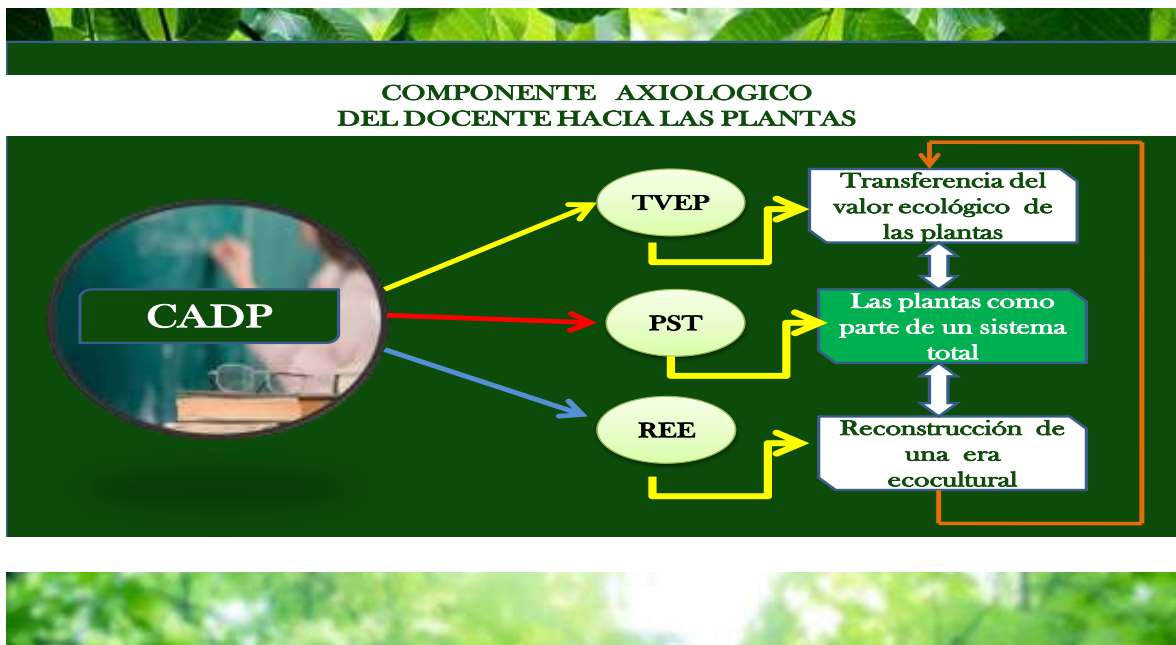 COMPONENTE AXIOLOGICO
DEL DOCENTE HACIA LAS PLANTAS
CADP
TVEP
Transferencia del
valor ecológico de
las plantas
PST
Las plantas como
parte de un sistema
total
REE
Reconstrucción de
una era
ecocultural